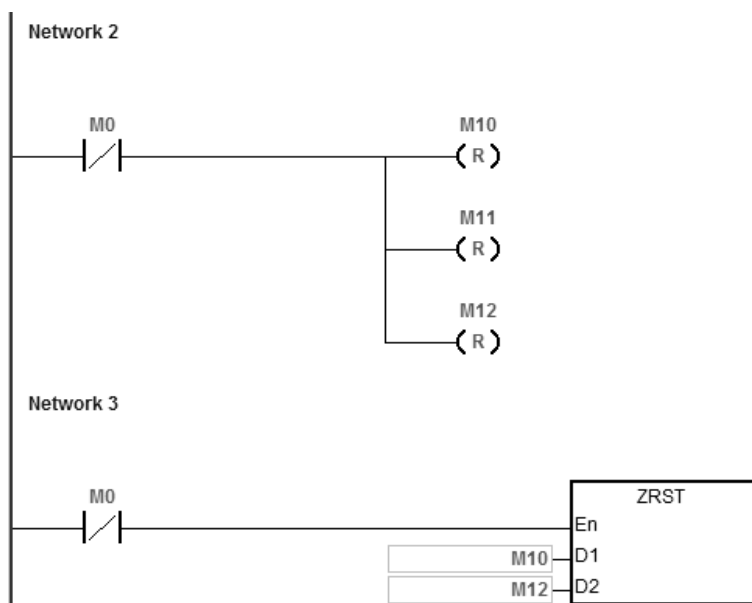 Network 2
M0
M10
R
M11
R
M12
R
Network 3
M0
ZRST
En
M10 D1
M12 D2